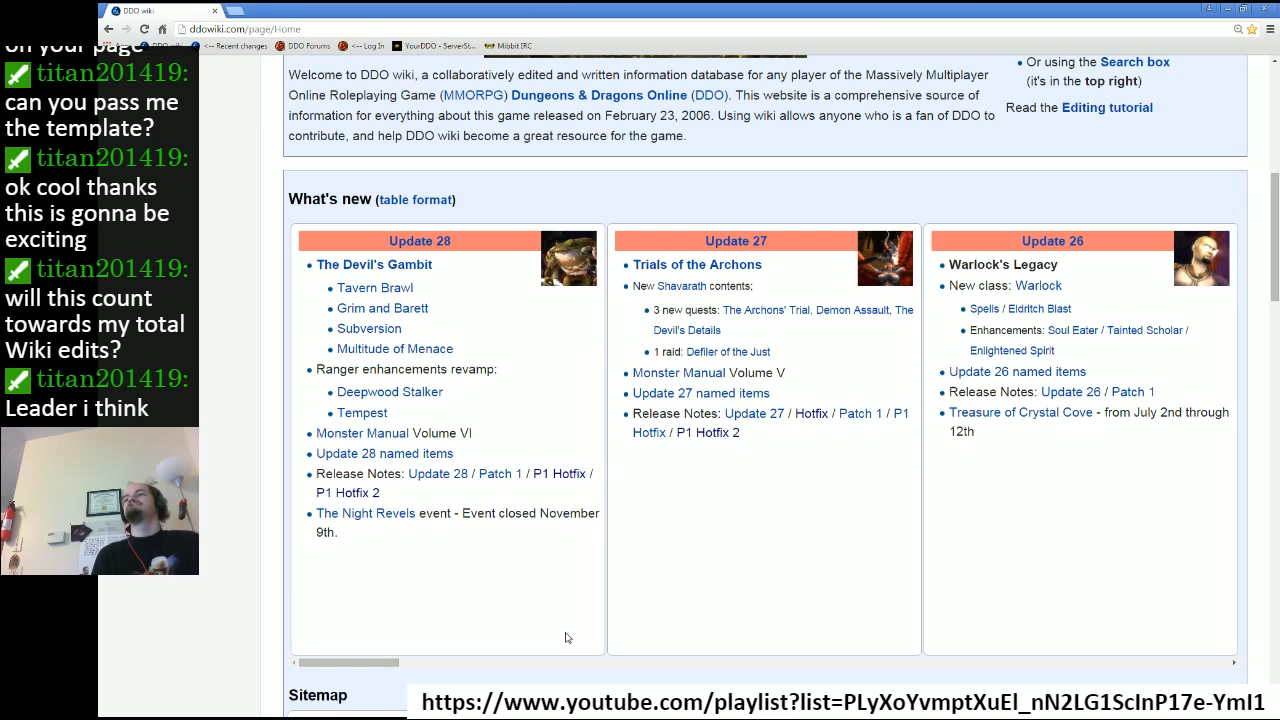 DDO wiki
ddowiki.com/page/Home
<-- Recent changes
DDO Forums
<-- Log In
YourDDO - ServerSt...
Mibbit IRC
on your page
titan201419:
can you pass me
the template?
titan201419:
ok cool thanks
this is gonna be
exciting
titan201419:
will this count
towards my total
Wiki edits?
titan201419:
Leader i think
Welcome to DDO wiki, a collaboratively edited and written information database for any player of the Massively Multiplayer
Online Roleplaying Game (MMORPG) Dungeons & Dragons Online (DDO). This website is a comprehensive source of
information for everything about this game released on February 23, 2006. Using wiki allows anyone who is a fan of DDO to
contribute, and help DDO wiki become a great resource for the game.
• Or using the Search box
(it's in the top right)
Read the Editing tutorial
What's new (table format)
Update 28
• The Devil's Gambit
• Tavern Brawl
• Grim and Barett
• Subversion
• Multitude of Menace
• Ranger enhancements revamp:
• Deepwood Stalker
• Tempest
• Monster Manual Volume VI
• Update 28 named items
• Release Notes: Update 28 / Patch 1 / P1 Hotfix /
P1 Hotfix 2
• The Night Revels event - Event closed November
9th.
Update 27
• Trials of the Archons
• New Shavarath contents;
• 3 new quests: The Archons' Trial, Demon Assault, The
Devil's Details
• 1 raid: Defiler of the Just
• Monster Manual Volume V
• Update 27 named items
• Release Notes: Update 27 / Hotfix / Patch 1 / P1
Hotfix / P1 Hotfix 2
Update 26
• Warlock's Legacy
• New class: Warlock
• Spells / Eldritch Blast
• Enhancements: Soul Eater / Tainted Scholar /
Enlightened Spirit
• Update 26 named items
• Release Notes: Update 26 / Patch 1
• Treasure of Crystal Cove - from July 2nd through
12th
Sitemap
https://www.youtube.com/playlist?list=PLyXoYvmptXuEl_nN2LG1ScInP17e-YmI1